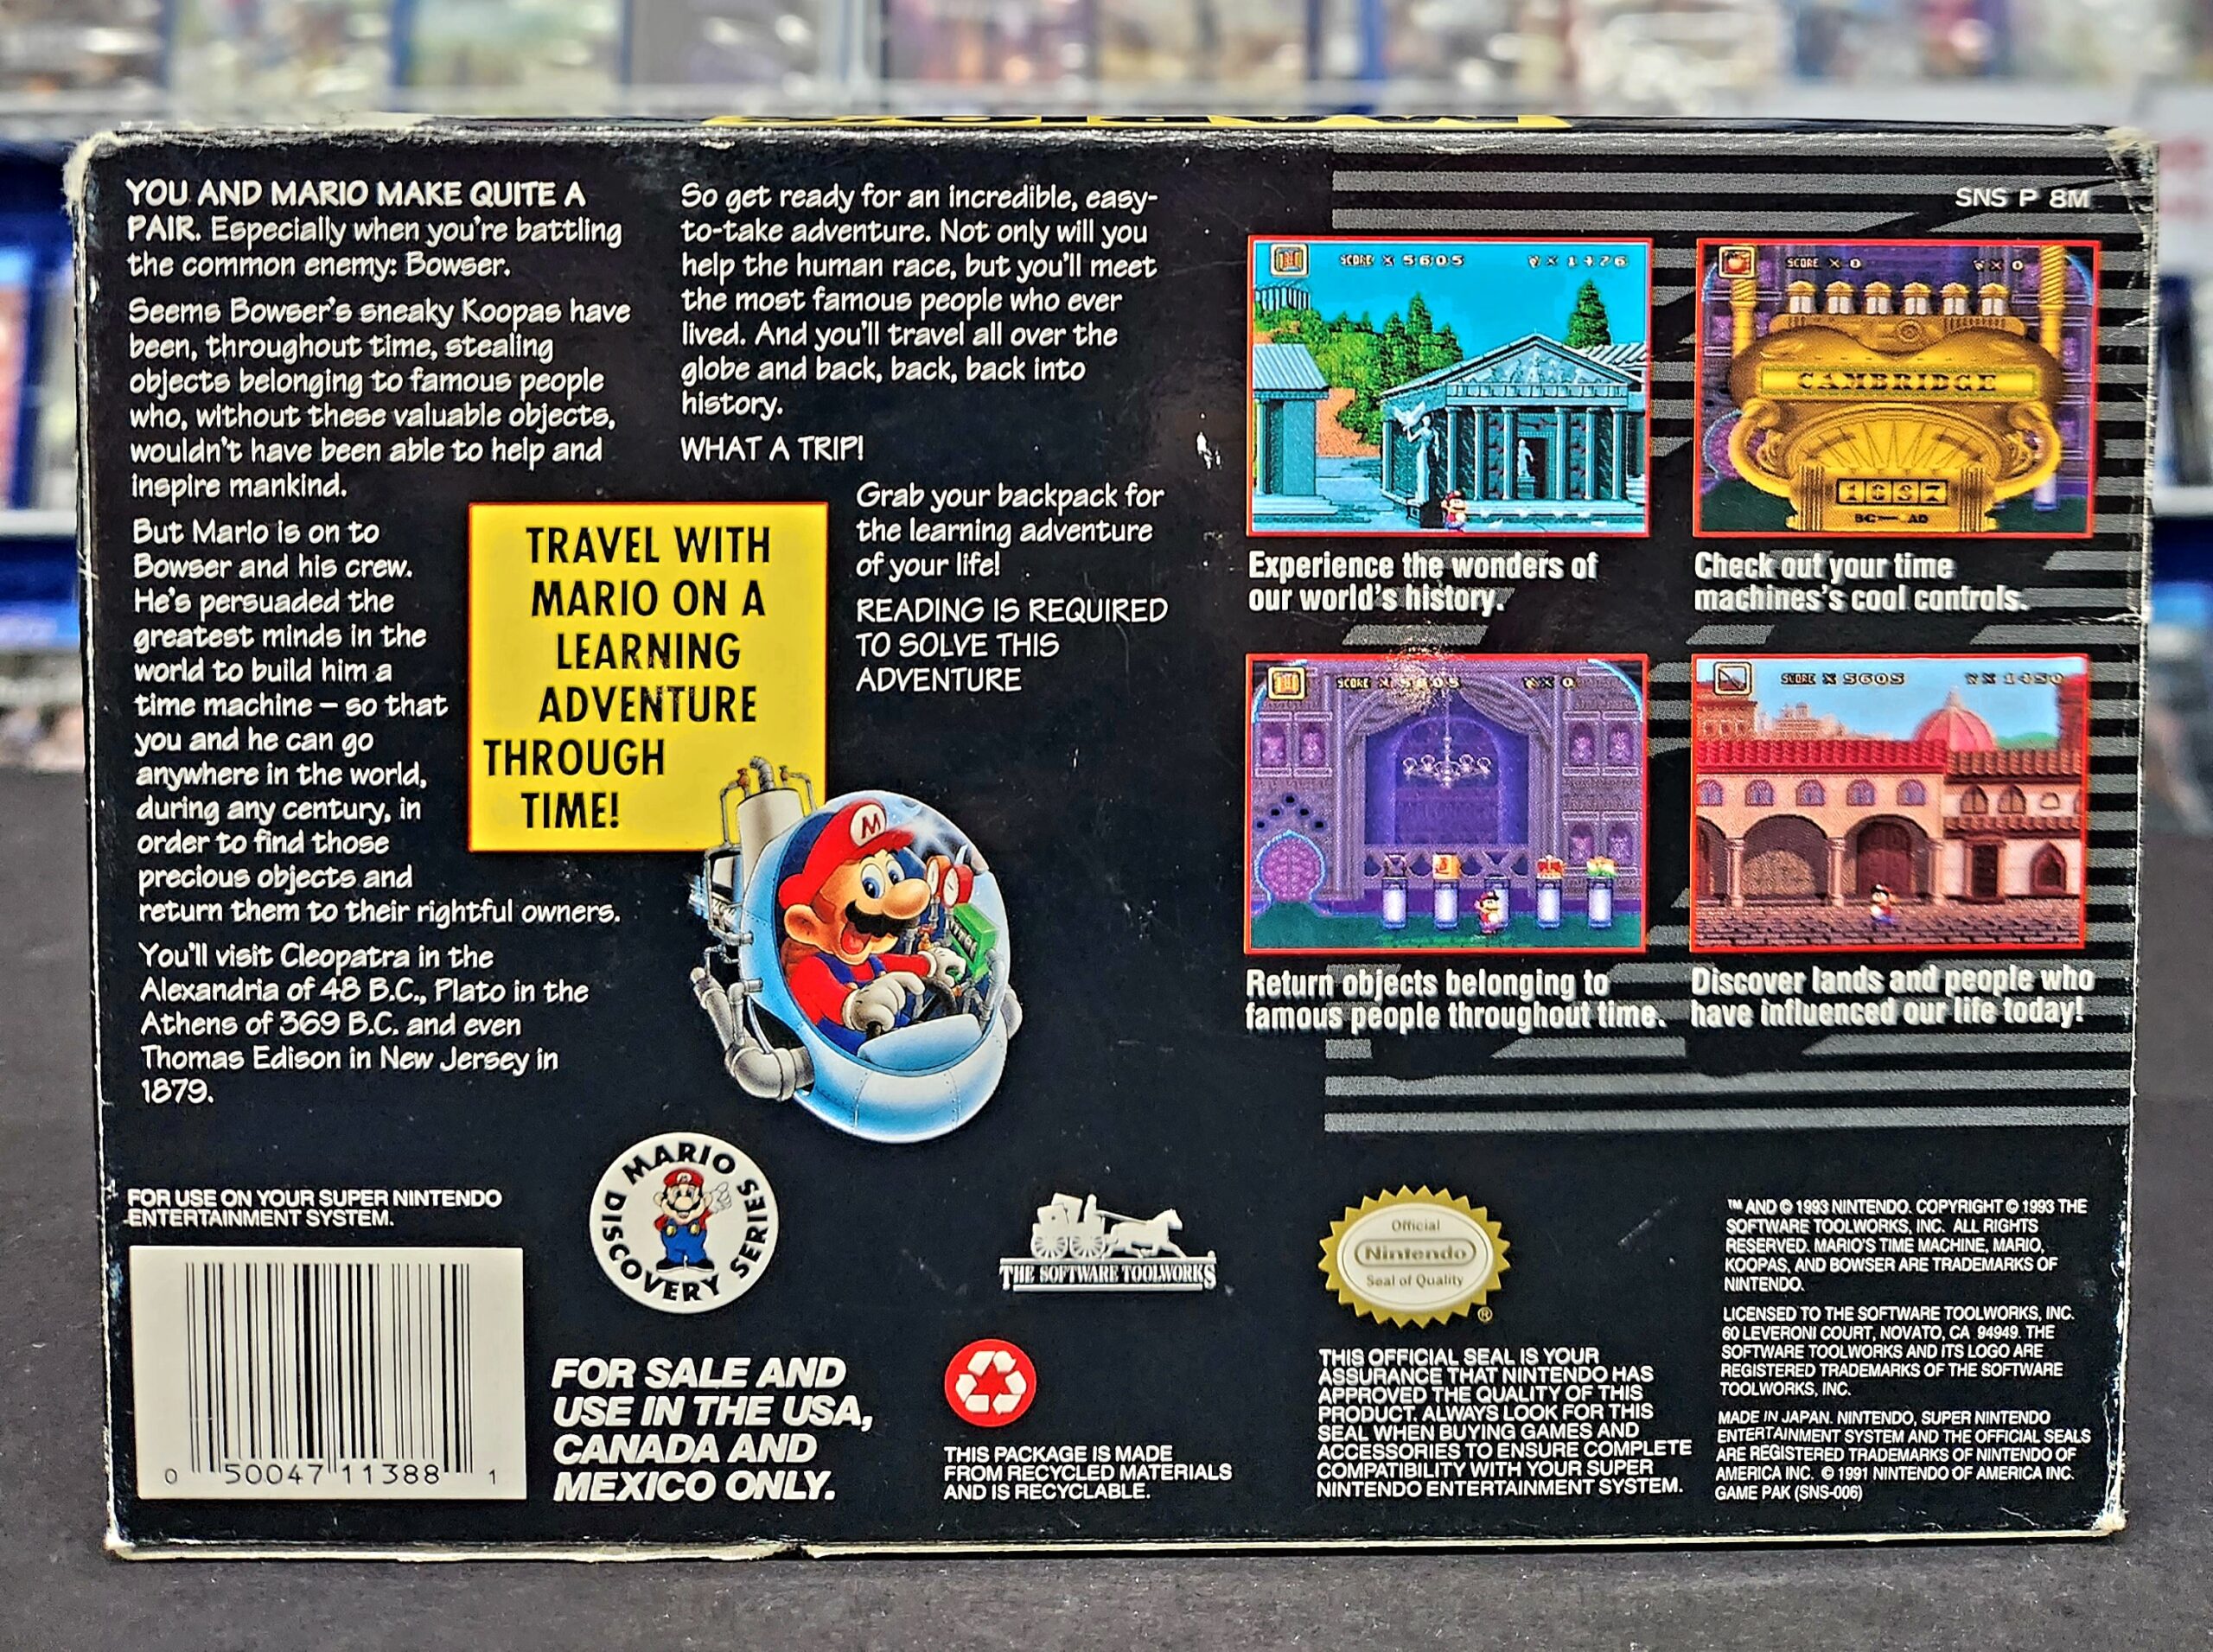 YOU AND MARIO MAKE QUITE A
PAIR. Especially when you're battling
the common enemy: Bowser.
Seems Bowser's sneaky Koopas have
been, throughout time, stealing
objects belonging to famous people
who, without these valuable objects,
wouldn't have been able to help and
inspire mankind.
But Mario is on to
Bowser and his crew.
He's persuaded the
greatest minds in the
world to build him a
time machine – so that
you and he can go
anywhere in the world,
during any century, in
order to find those
precious objects and
return them to their rightful owners.
You'll visit Cleopatra in the
Alexandria of 48 B.C., Plato in the
Athens of 369 B.C. and even
Thomas Edison in New Jersey in
1879.
So get ready for an incredible, easy-
to-take adventure. Not only will you
help the human race, but you'll meet
the most famous people who ever
lived. And you'll travel all over the
globe and back, back, back into
history.
WHAT A TRIP!
Grab your backpack for
the learning adventure
of your life!
READING IS REQUIRED
TO SOLVE THIS
ADVENTURE
TRAVEL WITH
MARIO ON A
LEARNING
ADVENTURE
THROUGH
TIME!
M
SNS P 8M
SCORE X 5605
X 1476
Experience the wonders of
our world's history.
SCORE X 0
X 0
CAMBRIDGE
1687
BC AD
Check out your time
machines's cool controls.
SCORE X 5605
X 0
Return objects belonging to
famous people throughout time.
SCORE X 5605
X 1450
Discover lands and people who
have influenced our life today!
FOR USE ON YOUR SUPER NINTENDO
ENTERTAINMENT SYSTEM.
0 50047 11388 1
MARIO DISCOVERY SERIES
FOR SALE AND
USE IN THE USA,
CANADA AND
MEXICO ONLY.
THE SOFTWARE TOOLWORKS
THIS PACKAGE IS MADE
FROM RECYCLED MATERIALS
AND IS RECYCLABLE.
Official
Nintendo
Seal of Quality
®
THIS OFFICIAL SEAL IS YOUR
ASSURANCE THAT NINTENDO HAS
APPROVED THE QUALITY OF THIS
PRODUCT. ALWAYS LOOK FOR THIS
SEAL WHEN BUYING GAMES AND
ACCESSORIES TO ENSURE COMPLETE
COMPATIBILITY WITH YOUR SUPER
NINTENDO ENTERTAINMENT SYSTEM.
™ AND © 1993 NINTENDO. COPYRIGHT © 1993 THE
SOFTWARE TOOLWORKS, INC. ALL RIGHTS
RESERVED. MARIO'S TIME MACHINE, MARIO,
KOOPAS, AND BOWSER ARE TRADEMARKS OF
NINTENDO.
LICENSED TO THE SOFTWARE TOOLWORKS, INC.
60 LEVERONI COURT, NOVATO, CA 94949. THE
SOFTWARE TOOLWORKS AND ITS LOGO ARE
REGISTERED TRADEMARKS OF THE SOFTWARE
TOOLWORKS, INC.
MADE IN JAPAN. NINTENDO, SUPER NINTENDO
ENTERTAINMENT SYSTEM AND THE OFFICIAL SEALS
ARE REGISTERED TRADEMARKS OF NINTENDO OF
AMERICA INC. © 1991 NINTENDO OF AMERICA INC.
GAME PAK (SNS-006)